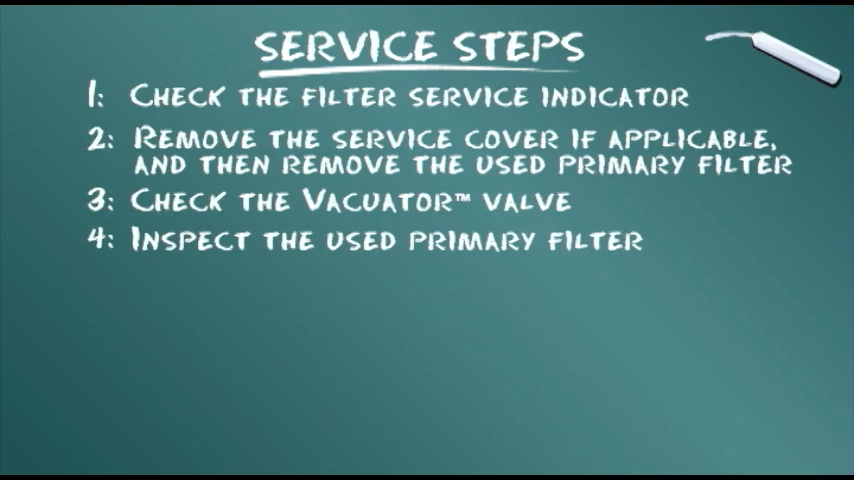 SERVICE STEPS
1: CHECK THE FILTER SERVICE INDICATOR
2: REMOVE THE SERVICE COVER IF APPLICABLE,
AND THEN REMOVE THE USED PRIMARY FILTER
3: CHECK THE VACUATOR™ VALVE
4: INSPECT THE USED PRIMARY FILTER